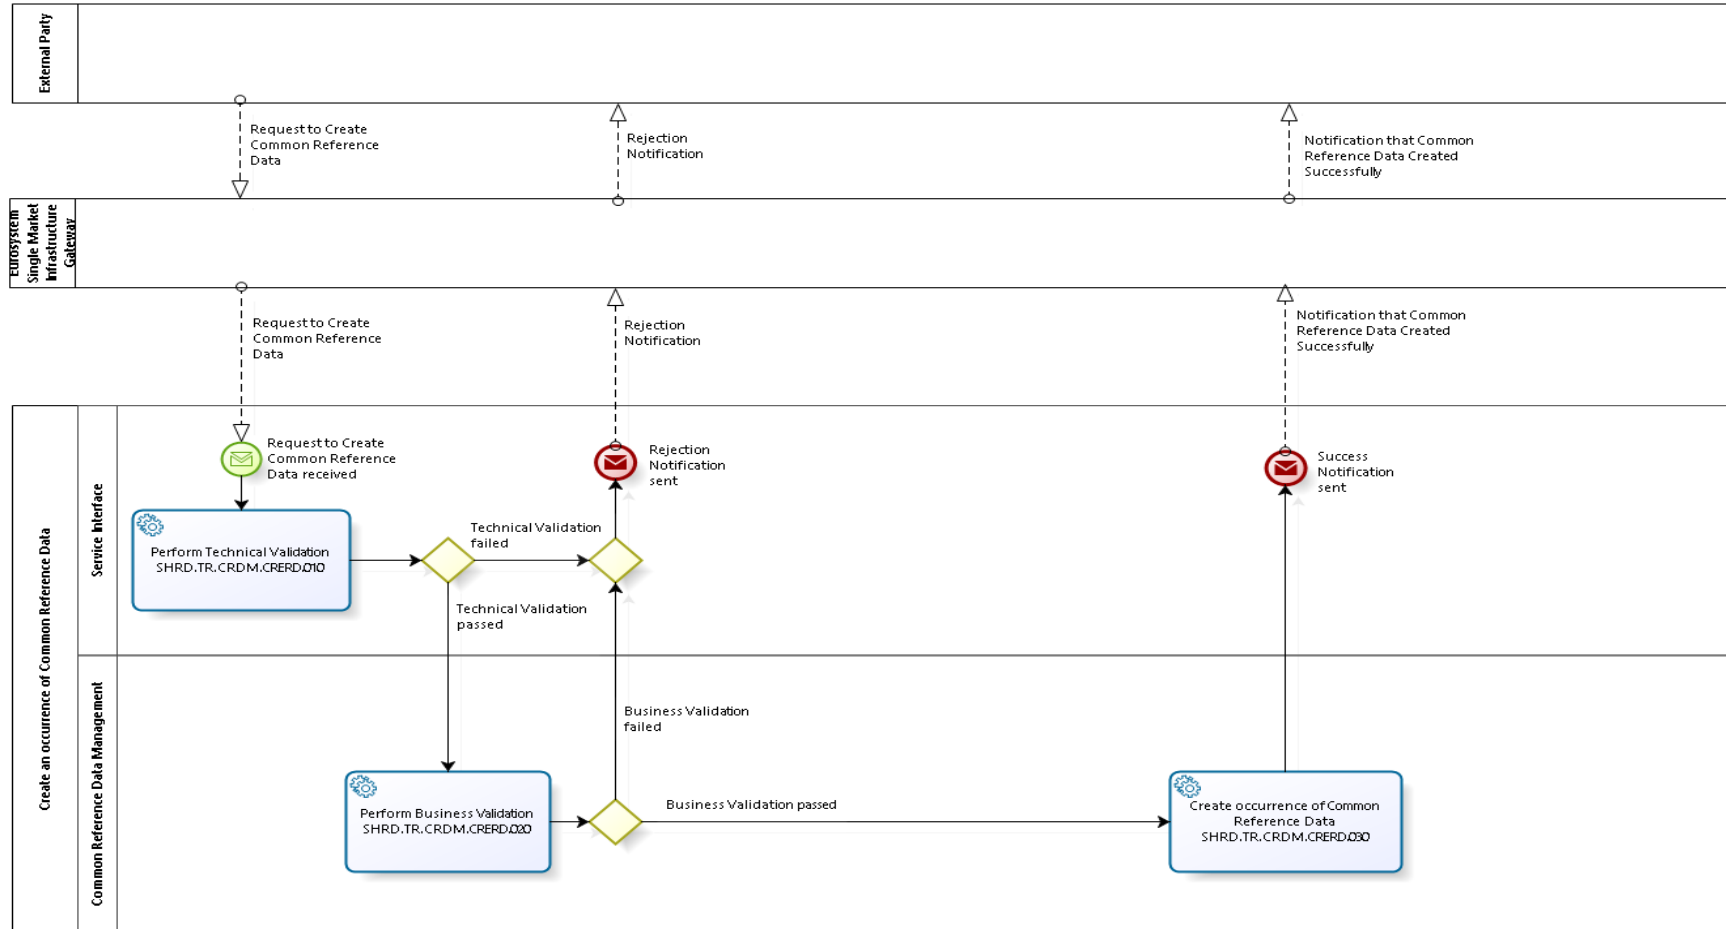 External Party
Request to Create
Common Reference
Data
Rejection
Notification
Notification that Common
Reference Data Created
Successfully
Eurosystem
Single Market
Infrastructure
Gateway
Request to Create
Common Reference
Data
Rejection
Notification
Notification that Common
Reference Data Created
Successfully
Create an occurrence of Common Reference Data
Service Interface
Request to Create
Common Reference
Data received
Rejection
Notification
sent
Success
Notification
sent
Perform Technical Validation
SHRD.TR.CRDM.CRERD.010
Technical Validation
failed
Technical Validation
passed
Common Reference Data Management
Business Validation
failed
Perform Business Validation
SHRD.TR.CRDM.CRERD.020
Business Validation passed
Create occurrence of Common
Reference Data
SHRD.TR.CRDM.CRERD.030